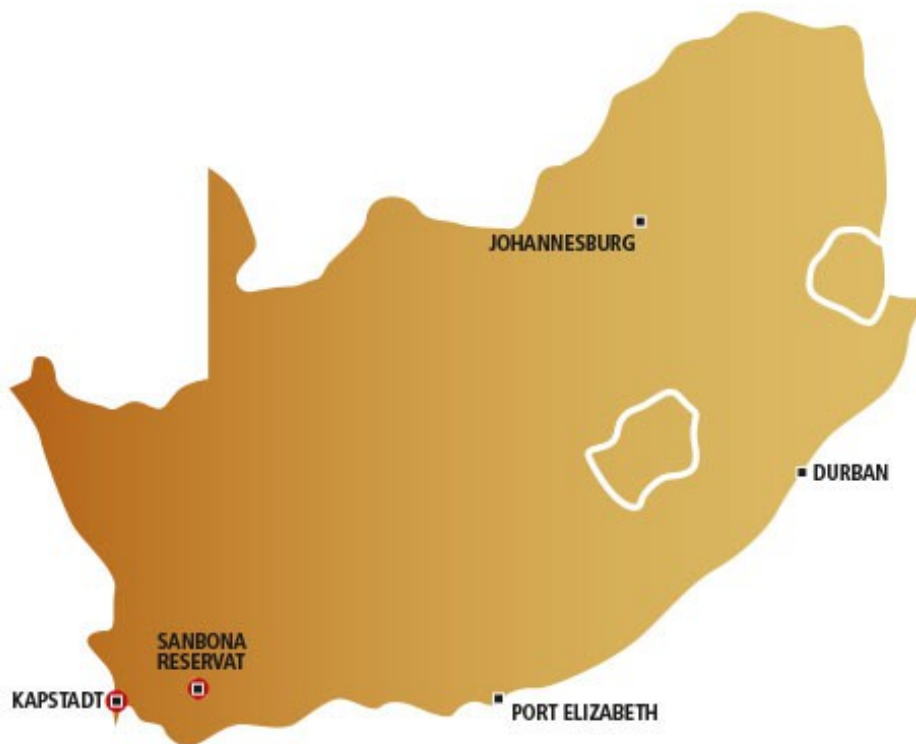 JOHANNESBURG
DURBAN
SANBONA
RESERVAT
KAPSTADT
PORT ELIZABETH